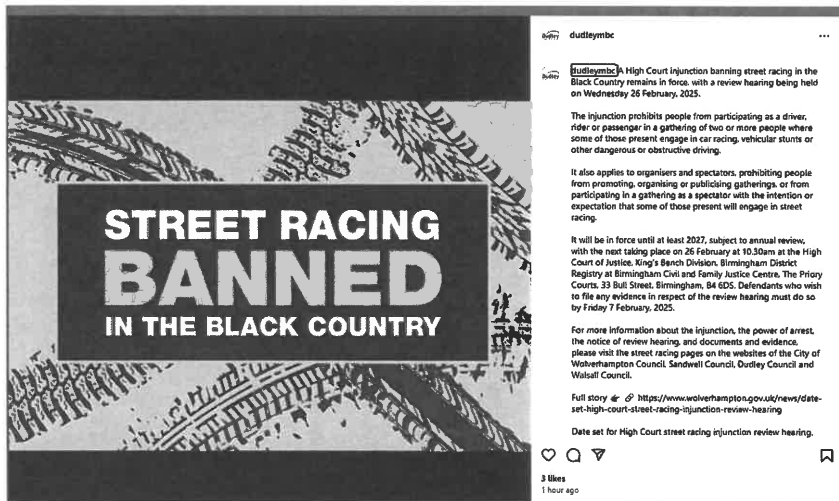 dudleymbc
...
STREET RACING
BANNED
IN THE BLACK COUNTRY
dudleymbc A High Court injunction banning street racing in the
Black Country remains in force, with a review hearing being held
on Wednesday 26 February, 2025.
The injunction prohibits people from participating as a driver,
rider or passenger in a gathering of two or more people where
some of those present engage in car racing, vehicular stunts or
other dangerous or obstructive driving.
It also applies to organisers and spectators, prohibiting people
from promoting, organising or publicising gatherings, or from
participating in a gathering as a spectator with the intention or
expectation that some of those present will engage in street
racing.
It will be in force until at least 2027, subject to annual review,
with the next taking place on 26 February at 10.30am at the High
Court of Justice, King's Bench Division, Birmingham District
Registry at Birmingham Civil and Family Justice Centre, The Priory
Courts, 33 Bull Street, Birmingham, B4 6DS. Defendants who wish
to file any evidence in respect of the review hearing must do so
by Friday 7 February, 2025.
For more information about the injunction, the power of arrest,
the notice of review hearing, and documents and evidence,
please visit the street racing pages on the websites of the City of
Wolverhampton Council, Sandwell Council, Dudley Council and
Walsall Council.
Full story 👉 🔗 https://www.wolverhampton.gov.uk/news/date-
set-high-court-street-racing-injunction-review-hearing
Date set for High Court street racing injunction review hearing.
3 likes
1 hour ago